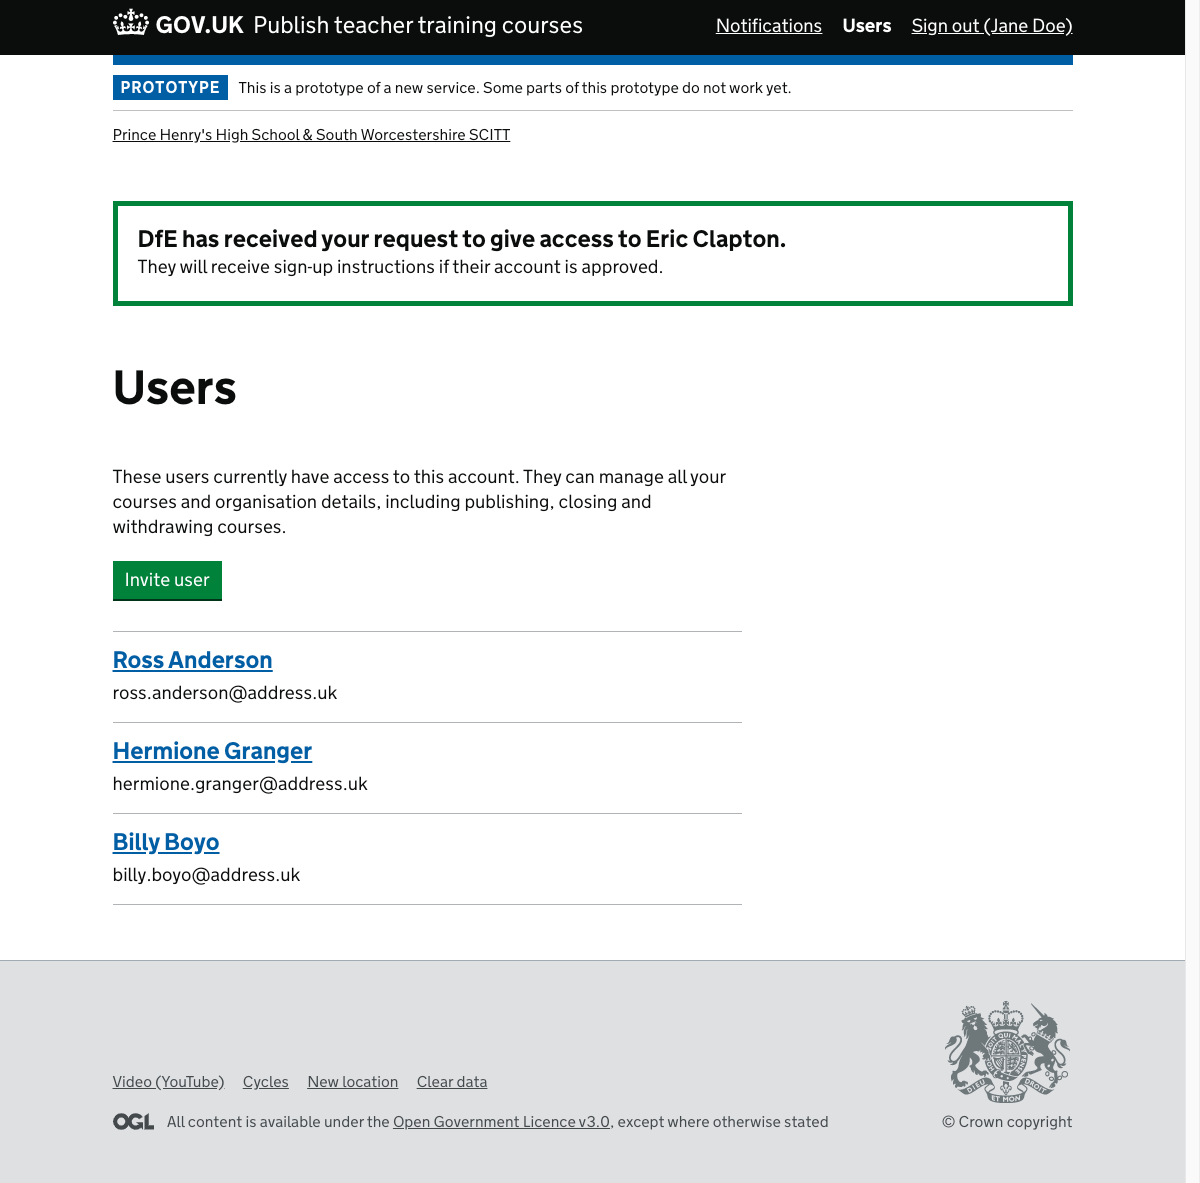 GOV.UK Publish teacher training courses Notifications Users Sign out (Jane Doe)
PROTOTYPE This is a prototype of a new service. Some parts of this prototype do not work yet.
Prince Henry's High School & South Worcestershire SCITT
DfE has received your request to give access to Eric Clapton.
They will receive sign-up instructions if their account is approved.
Users
These users currently have access to this account. They can manage all your
courses and organisation details, including publishing, closing and
withdrawing courses.
Invite user
Ross Anderson
ross.anderson@address.uk
Hermione Granger
hermione.granger@address.uk
Billy Boyo
billy.boyo@address.uk
Video (YouTube) Cycles New location Clear data
OGL All content is available under the Open Government Licence v3.0, except where otherwise stated
DIEU ET MON DROIT
© Crown copyright